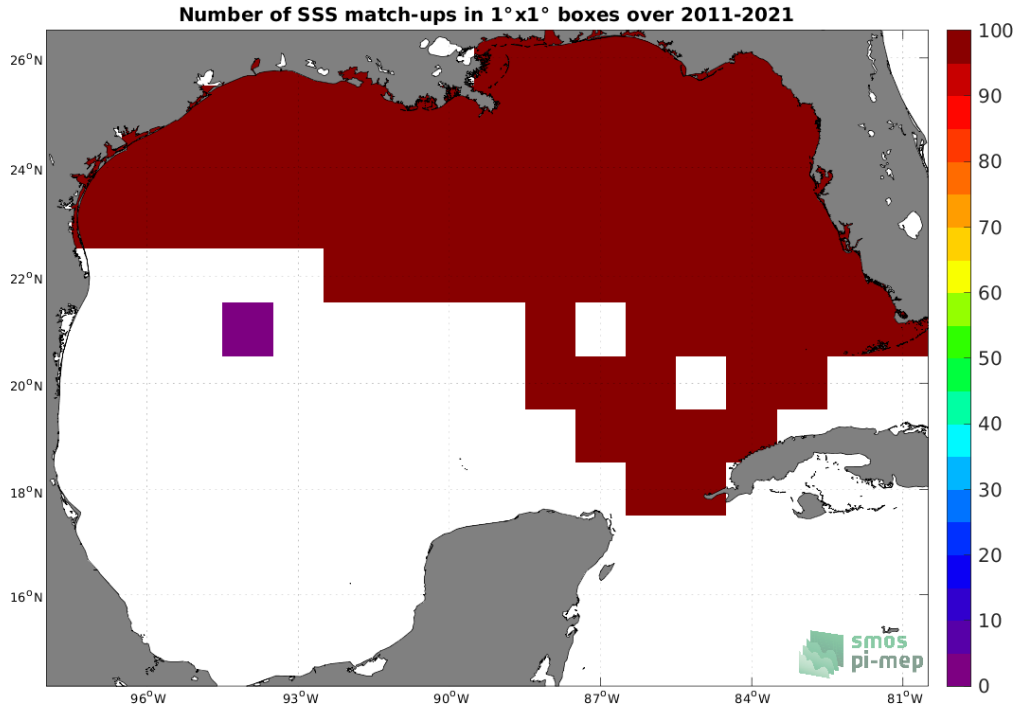 Number of SSS match-ups in 1°x1° boxes over 2011-2021
26°N
24°N
22°N
20°N
18°N
16°N
96°W
93°W
90°W
87°W
84°W
81°W
100
90
80
70
60
50
40
30
20
10
0
smos
pi-mep